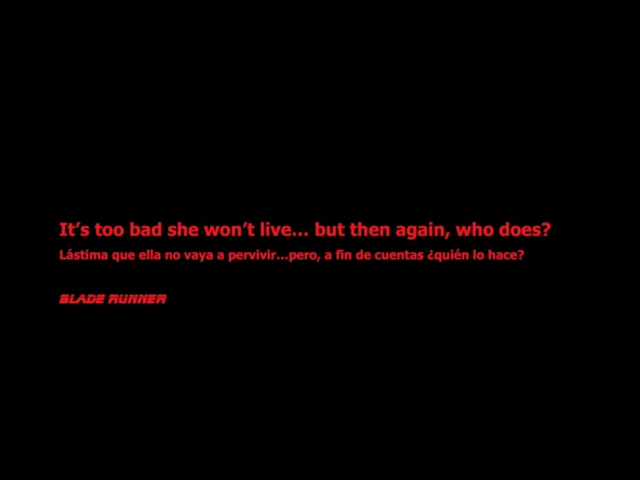 It’s too bad she won’t live... but then again, who does?
Lástima que ella no vaya a pervivir...pero, a fin de cuentas ¿quién lo hace?
BLADE RUNNER